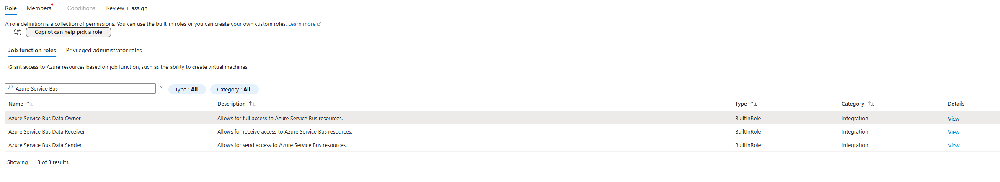 Role Members Conditions Review + assign
A role definition is a collection of permissions. You can use the built-in roles or you can create your own custom roles. Learn more
Copilot can help pick a role
Job function roles Privileged administrator roles
Grant access to Azure resources based on job function, such as the ability to create virtual machines.
Azure Service Bus Type : All Category : All
Name Description Type Category Details
Azure Service Bus Data Owner Allows for full access to Azure Service Bus resources. BuiltInRole Integration View
Azure Service Bus Data Receiver Allows for receive access to Azure Service Bus resources. BuiltInRole Integration View
Azure Service Bus Data Sender Allows for send access to Azure Service Bus resources. BuiltInRole Integration View
Showing 1 - 3 of 3 results.